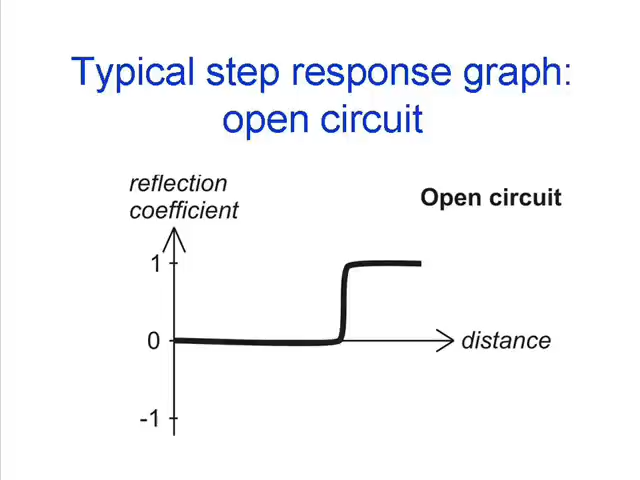 Typical step response graph:
open circuit
reflection
coefficient
Open circuit
1
0
distance
-1